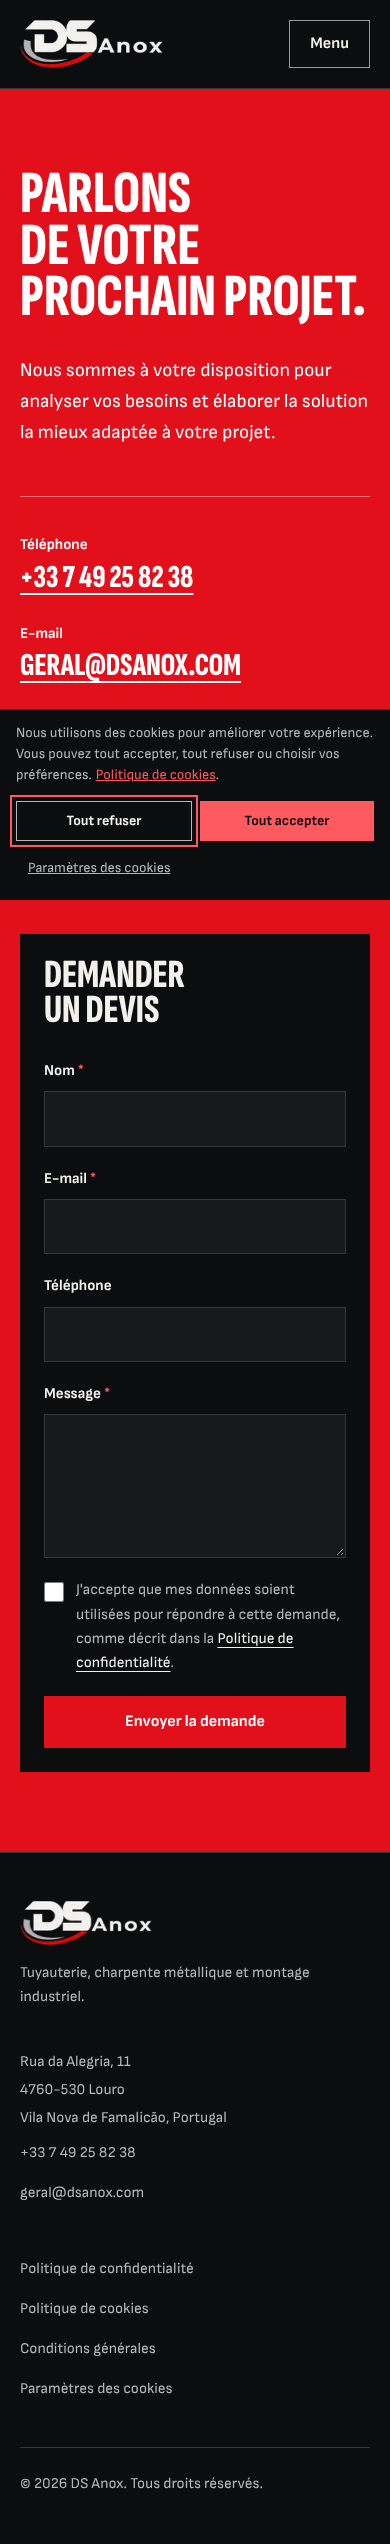 DS Anox
Menu
PARLONS
DE VOTRE
PROCHAIN PROJET.
Nous sommes à votre disposition pour
analyser vos besoins et élaborer la solution
la mieux adaptée à votre projet.
Téléphone
+33 7 49 25 82 38
E-mail
GERAL@DSANOX.COM
Nous utilisons des cookies pour améliorer votre expérience.
Vous pouvez tout accepter, tout refuser ou choisir vos
préférences. Politique de cookies.
Tout refuser
Tout accepter
Paramètres des cookies
DEMANDER
UN DEVIS
Nom *
E-mail *
Téléphone
Message *
J'accepte que mes données soient
utilisées pour répondre à cette demande,
comme décrit dans la Politique de
confidentialité.
Envoyer la demande
DS Anox
Tuyauterie, charpente métallique et montage
industriel.
Rua da Alegria, 11
4760-530 Louro
Vila Nova de Famalicão, Portugal
+33 7 49 25 82 38
geral@dsanox.com
Politique de confidentialité
Politique de cookies
Conditions générales
Paramètres des cookies
© 2026 DS Anox. Tous droits réservés.